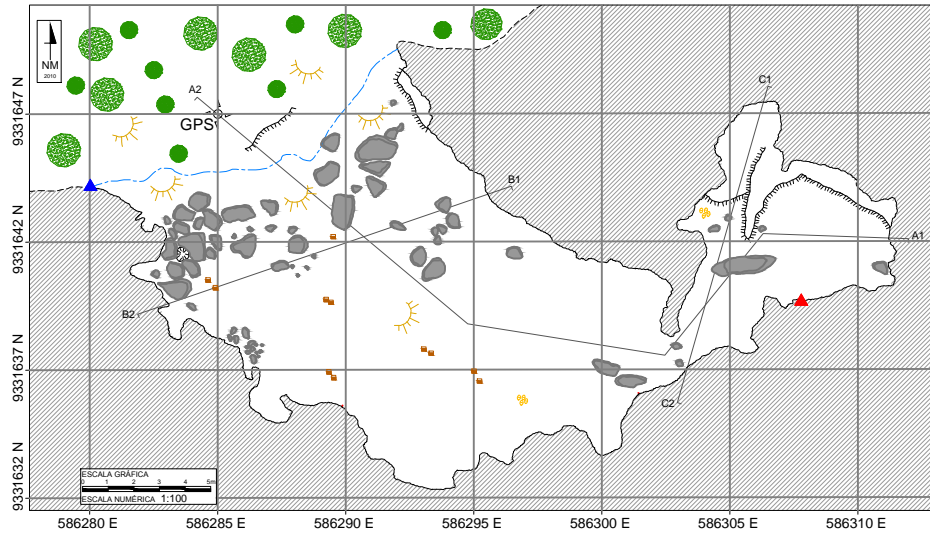 NM
2010
A2
GPS
C1
B1
A1
B2
C2
9331647 N
9331642 N
9331637 N
9331632 N
ESCALA GRÁFICA
0 1 2 3 4 5m
ESCALA NUMÉRICA 1:100
586280 E 586285 E 586290 E 586295 E 586300 E 586305 E 586310 E